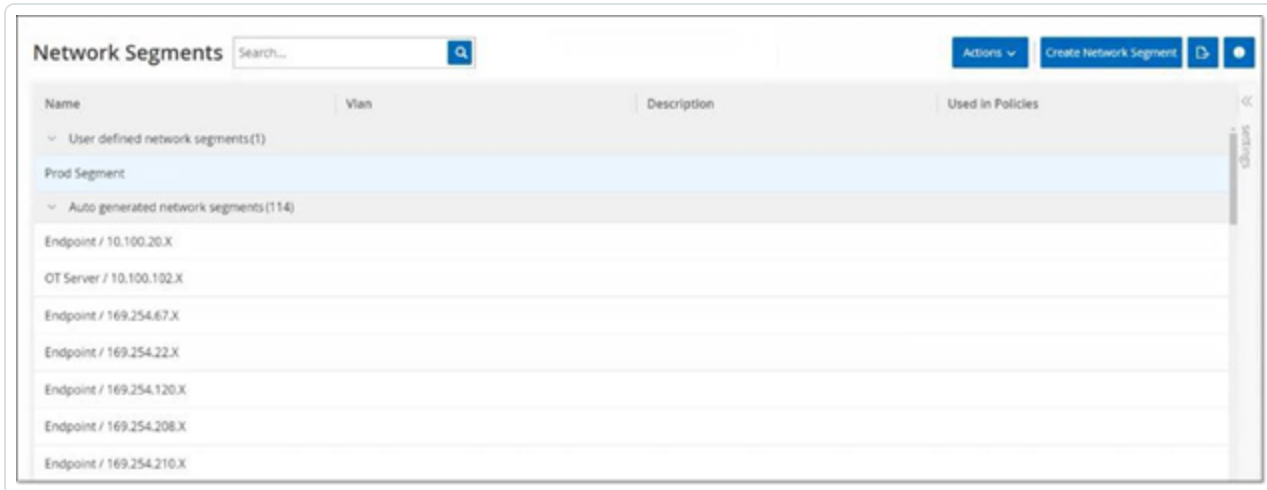 Network Segments Search... Actions Create Network Segment
Name Vlan Description Used in Policies
User defined network segments(1)
Prod Segment
Auto generated network segments(114)
Endpoint / 10.100.20.X
OT Server / 10.100.102.X
Endpoint / 169.254.67.X
Endpoint / 169.254.22.X
Endpoint / 169.254.120.X
Endpoint / 169.254.208.X
Endpoint / 169.254.210.X
settings